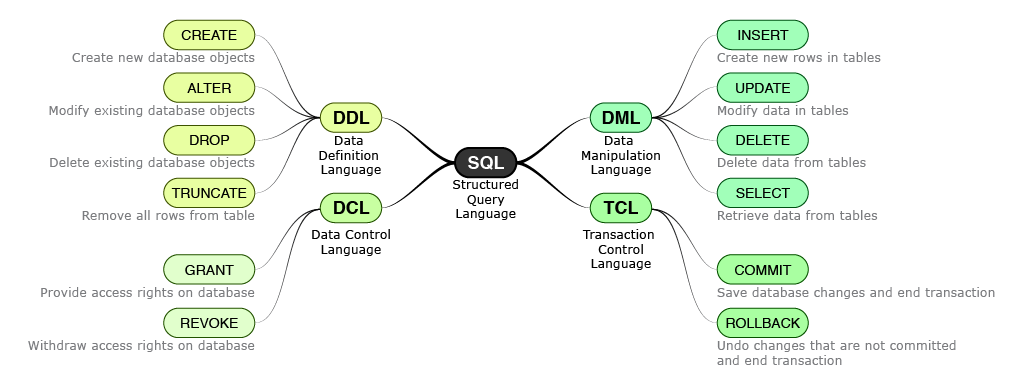 CREATE
Create new database objects
ALTER
Modify existing database objects
DROP
Delete existing database objects
TRUNCATE
Remove all rows from table
DDL
Data
Definition
Language
DCL
Data Control
Language
GRANT
Provide access rights on database
REVOKE
Withdraw access rights on database
SQL
Structured
Query
Language
DML
Data
Manipulation
Language
TCL
Transaction
Control
Language
INSERT
Create new rows in tables
UPDATE
Modify data in tables
DELETE
Delete data from tables
SELECT
Retrieve data from tables
COMMIT
Save database changes and end transaction
ROLLBACK
Undo changes that are not committed
and end transaction